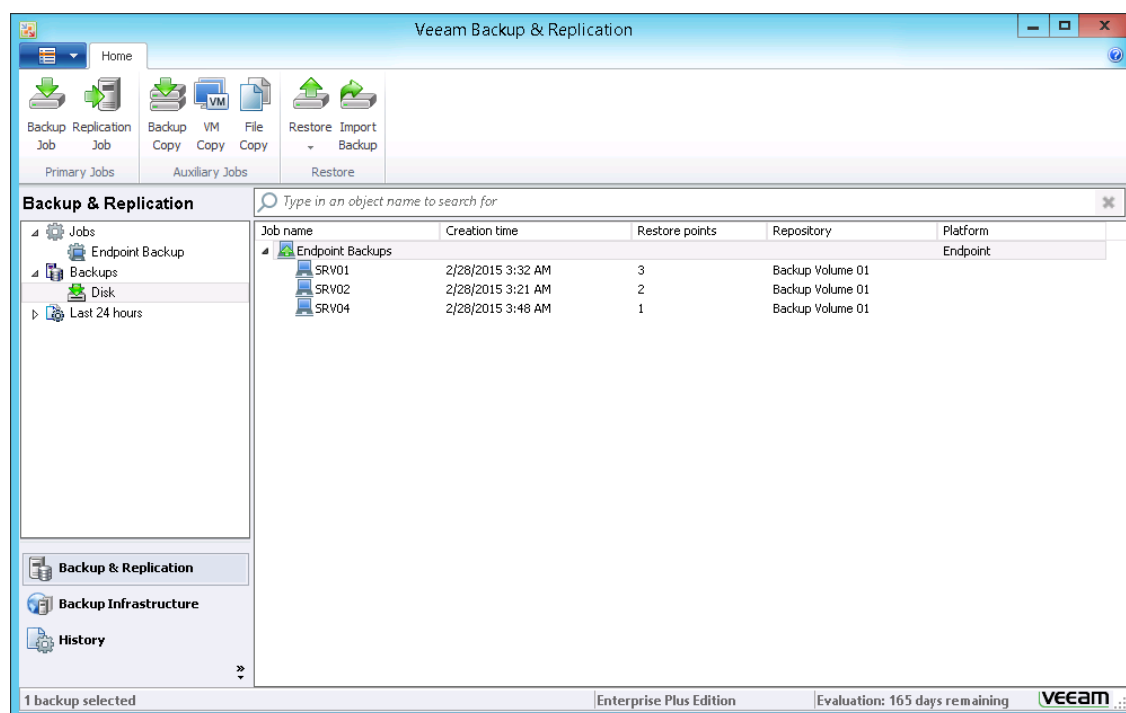 Veeam Backup & Replication
Home
Backup Job
Replication Job
Backup Copy
VM Copy
File Copy
Restore
Import Backup
Primary Jobs
Auxiliary Jobs
Restore
Backup & Replication
Type in an object name to search for
Jobs
Endpoint Backup
Backups
Disk
Last 24 hours
Job name Creation time Restore points Repository Platform
Endpoint Backups Endpoint
SRV01 2/28/2015 3:32 AM 3 Backup Volume 01
SRV02 2/28/2015 3:21 AM 2 Backup Volume 01
SRV04 2/28/2015 3:48 AM 1 Backup Volume 01
Backup & Replication
Backup Infrastructure
History
1 backup selected Enterprise Plus Edition Evaluation: 165 days remaining veeam